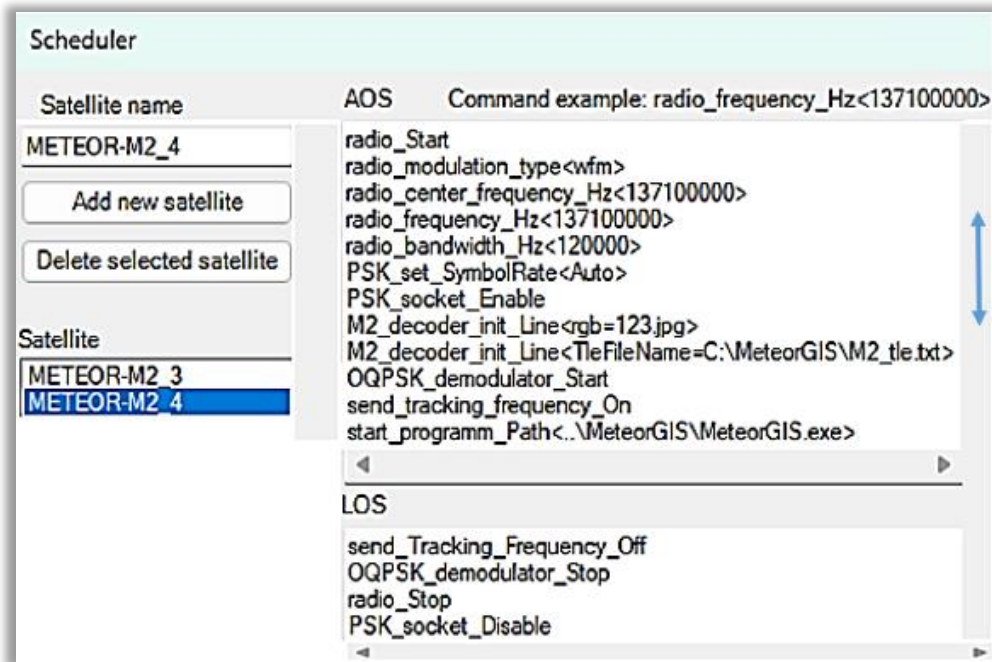 Scheduler
Satellite name
METEOR-M2_4
Add new satellite
Delete selected satellite
Satellite
METEOR-M2_3
METEOR-M2_4
AOS Command example: radio_frequency_Hz<137100000>
radio_Start
radio_modulation_type<wfm>
radio_center_frequency_Hz<137100000>
radio_frequency_Hz<137100000>
radio_bandwidth_Hz<120000>
PSK_set_SymbolRate<Auto>
PSK_socket_Enable
M2_decoder_init_Line<rgb=123.jpg>
M2_decoder_init_Line<TleFileName=C:\MeteorGIS\M2_tle.txt>
OQPSK_demodulator_Start
send_tracking_frequency_On
start_programm_Path<..\MeteorGIS\MeteorGIS.exe>
LOS
send_Tracking_Frequency_Off
OQPSK_demodulator_Stop
radio_Stop
PSK_socket_Disable